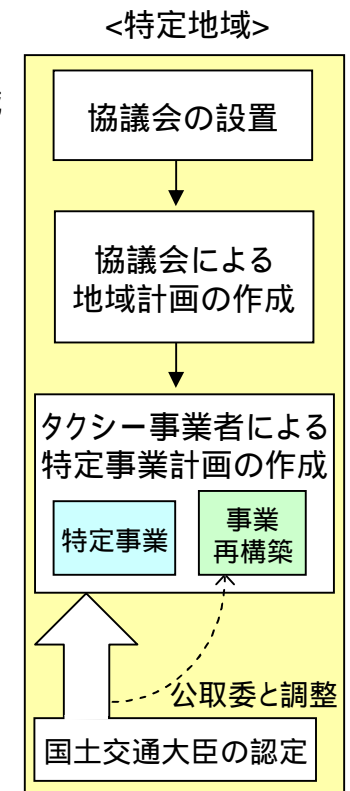 <特定地域>
協議会の設置
協議会による
地域計画の作成
タクシー事業者による
特定事業計画の作成
特定事業
事業
再構築
公取委と調整
国土交通大臣の認定